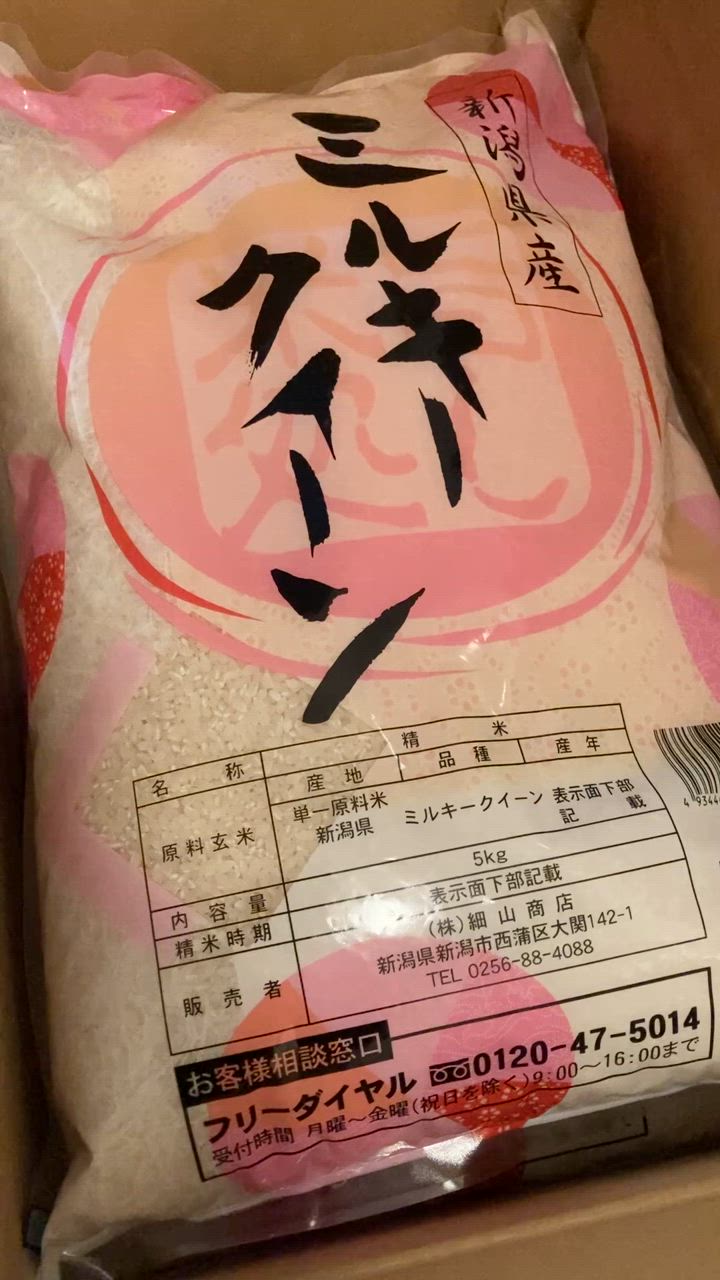 新潟県産
ミルキー
クイーン
名称 精米
原料玄米 産地 品種 産年
単一原料米
新潟県 ミルキークイーン 表示面下部
記載
内容量 5kg
精米時期 表示面下部記載
販売者 (株)細山商店
新潟県新潟市西蒲区大関142-1
TEL 0256-88-4088
お客様相談窓口
フリーダイヤル 0120-47-5014
受付時間 月曜～金曜(祝日を除く)9:00～16:00まで